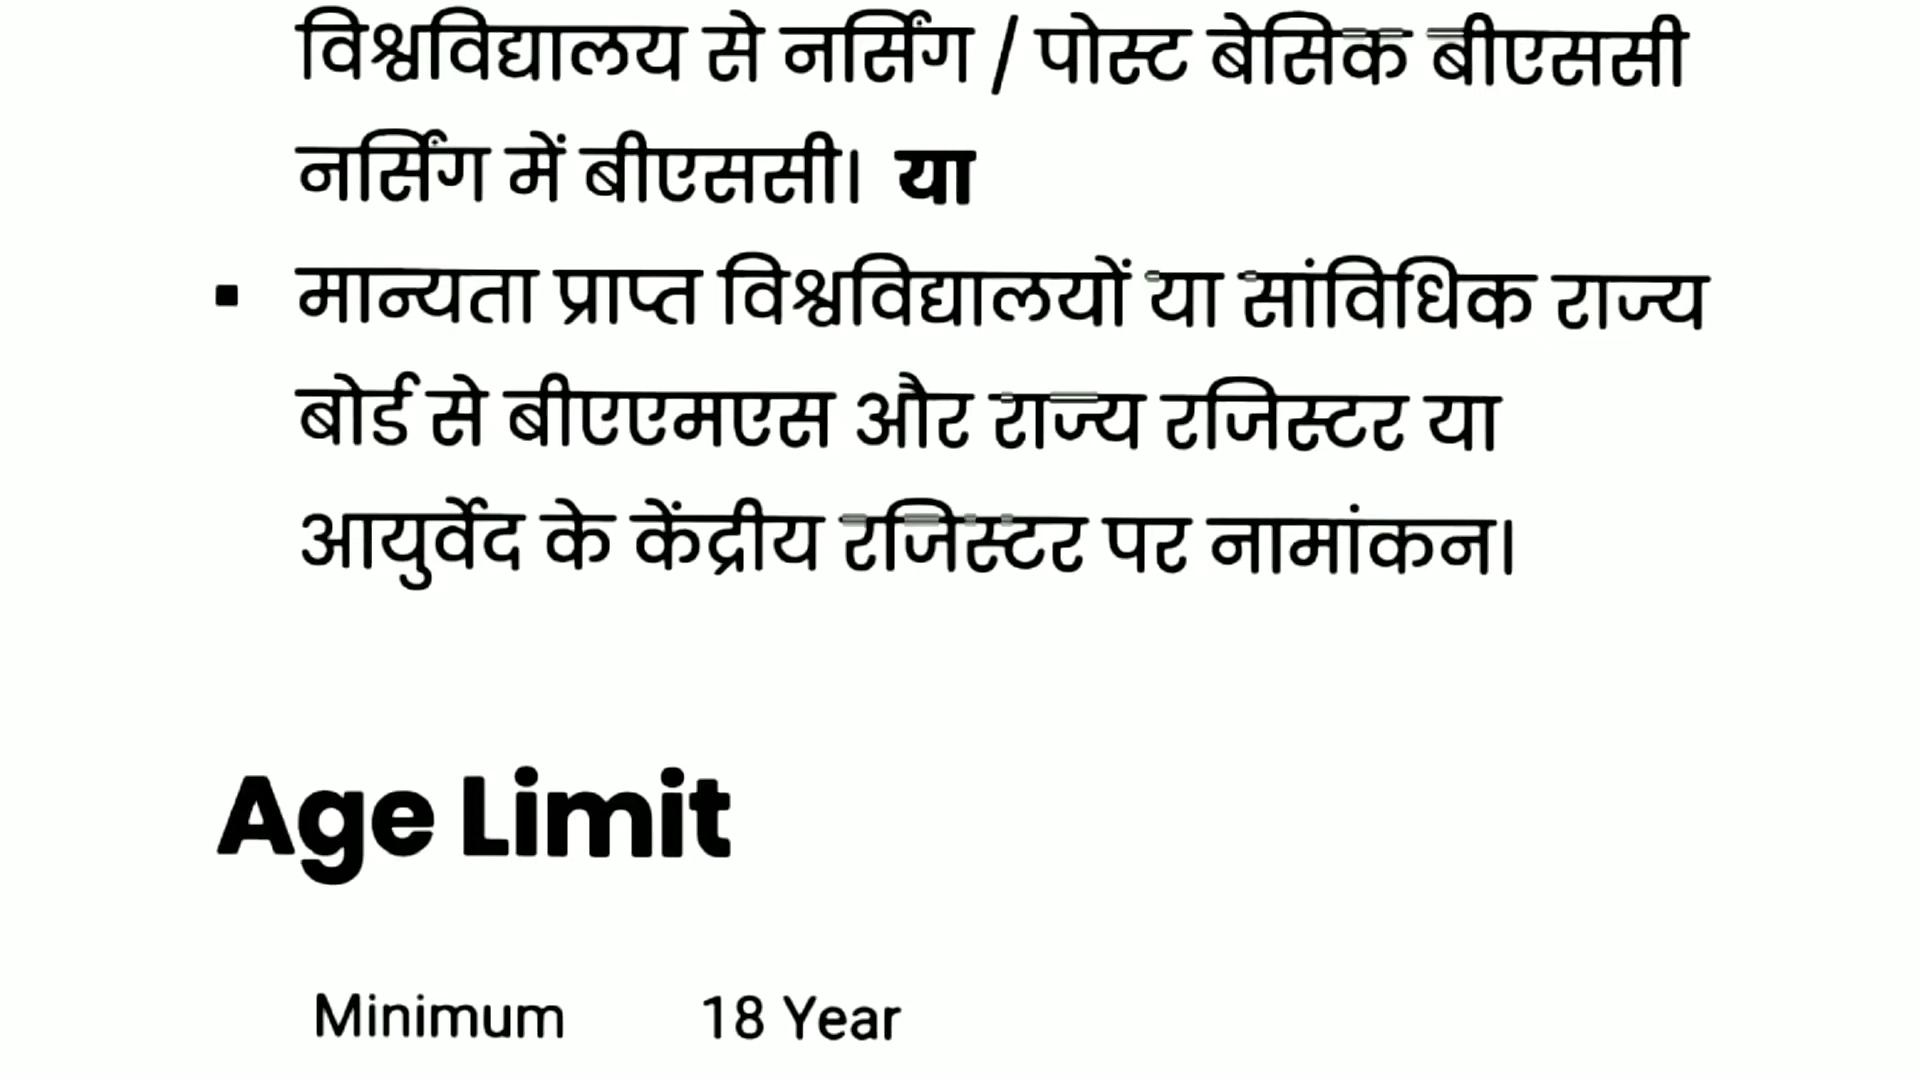 विश्वविद्यालय से नर्सिंग / पोस्ट बेसिक बीएससी
नर्सिंग में बीएससी। या
▪ मान्यता प्राप्त विश्वविद्यालयों या सांविधिक राज्य
बोर्ड से बीएएमएस और राज्य रजिस्टर या
आयुर्वेद के केंद्रीय रजिस्टर पर नामांकन।
Age Limit
Minimum 18 Year